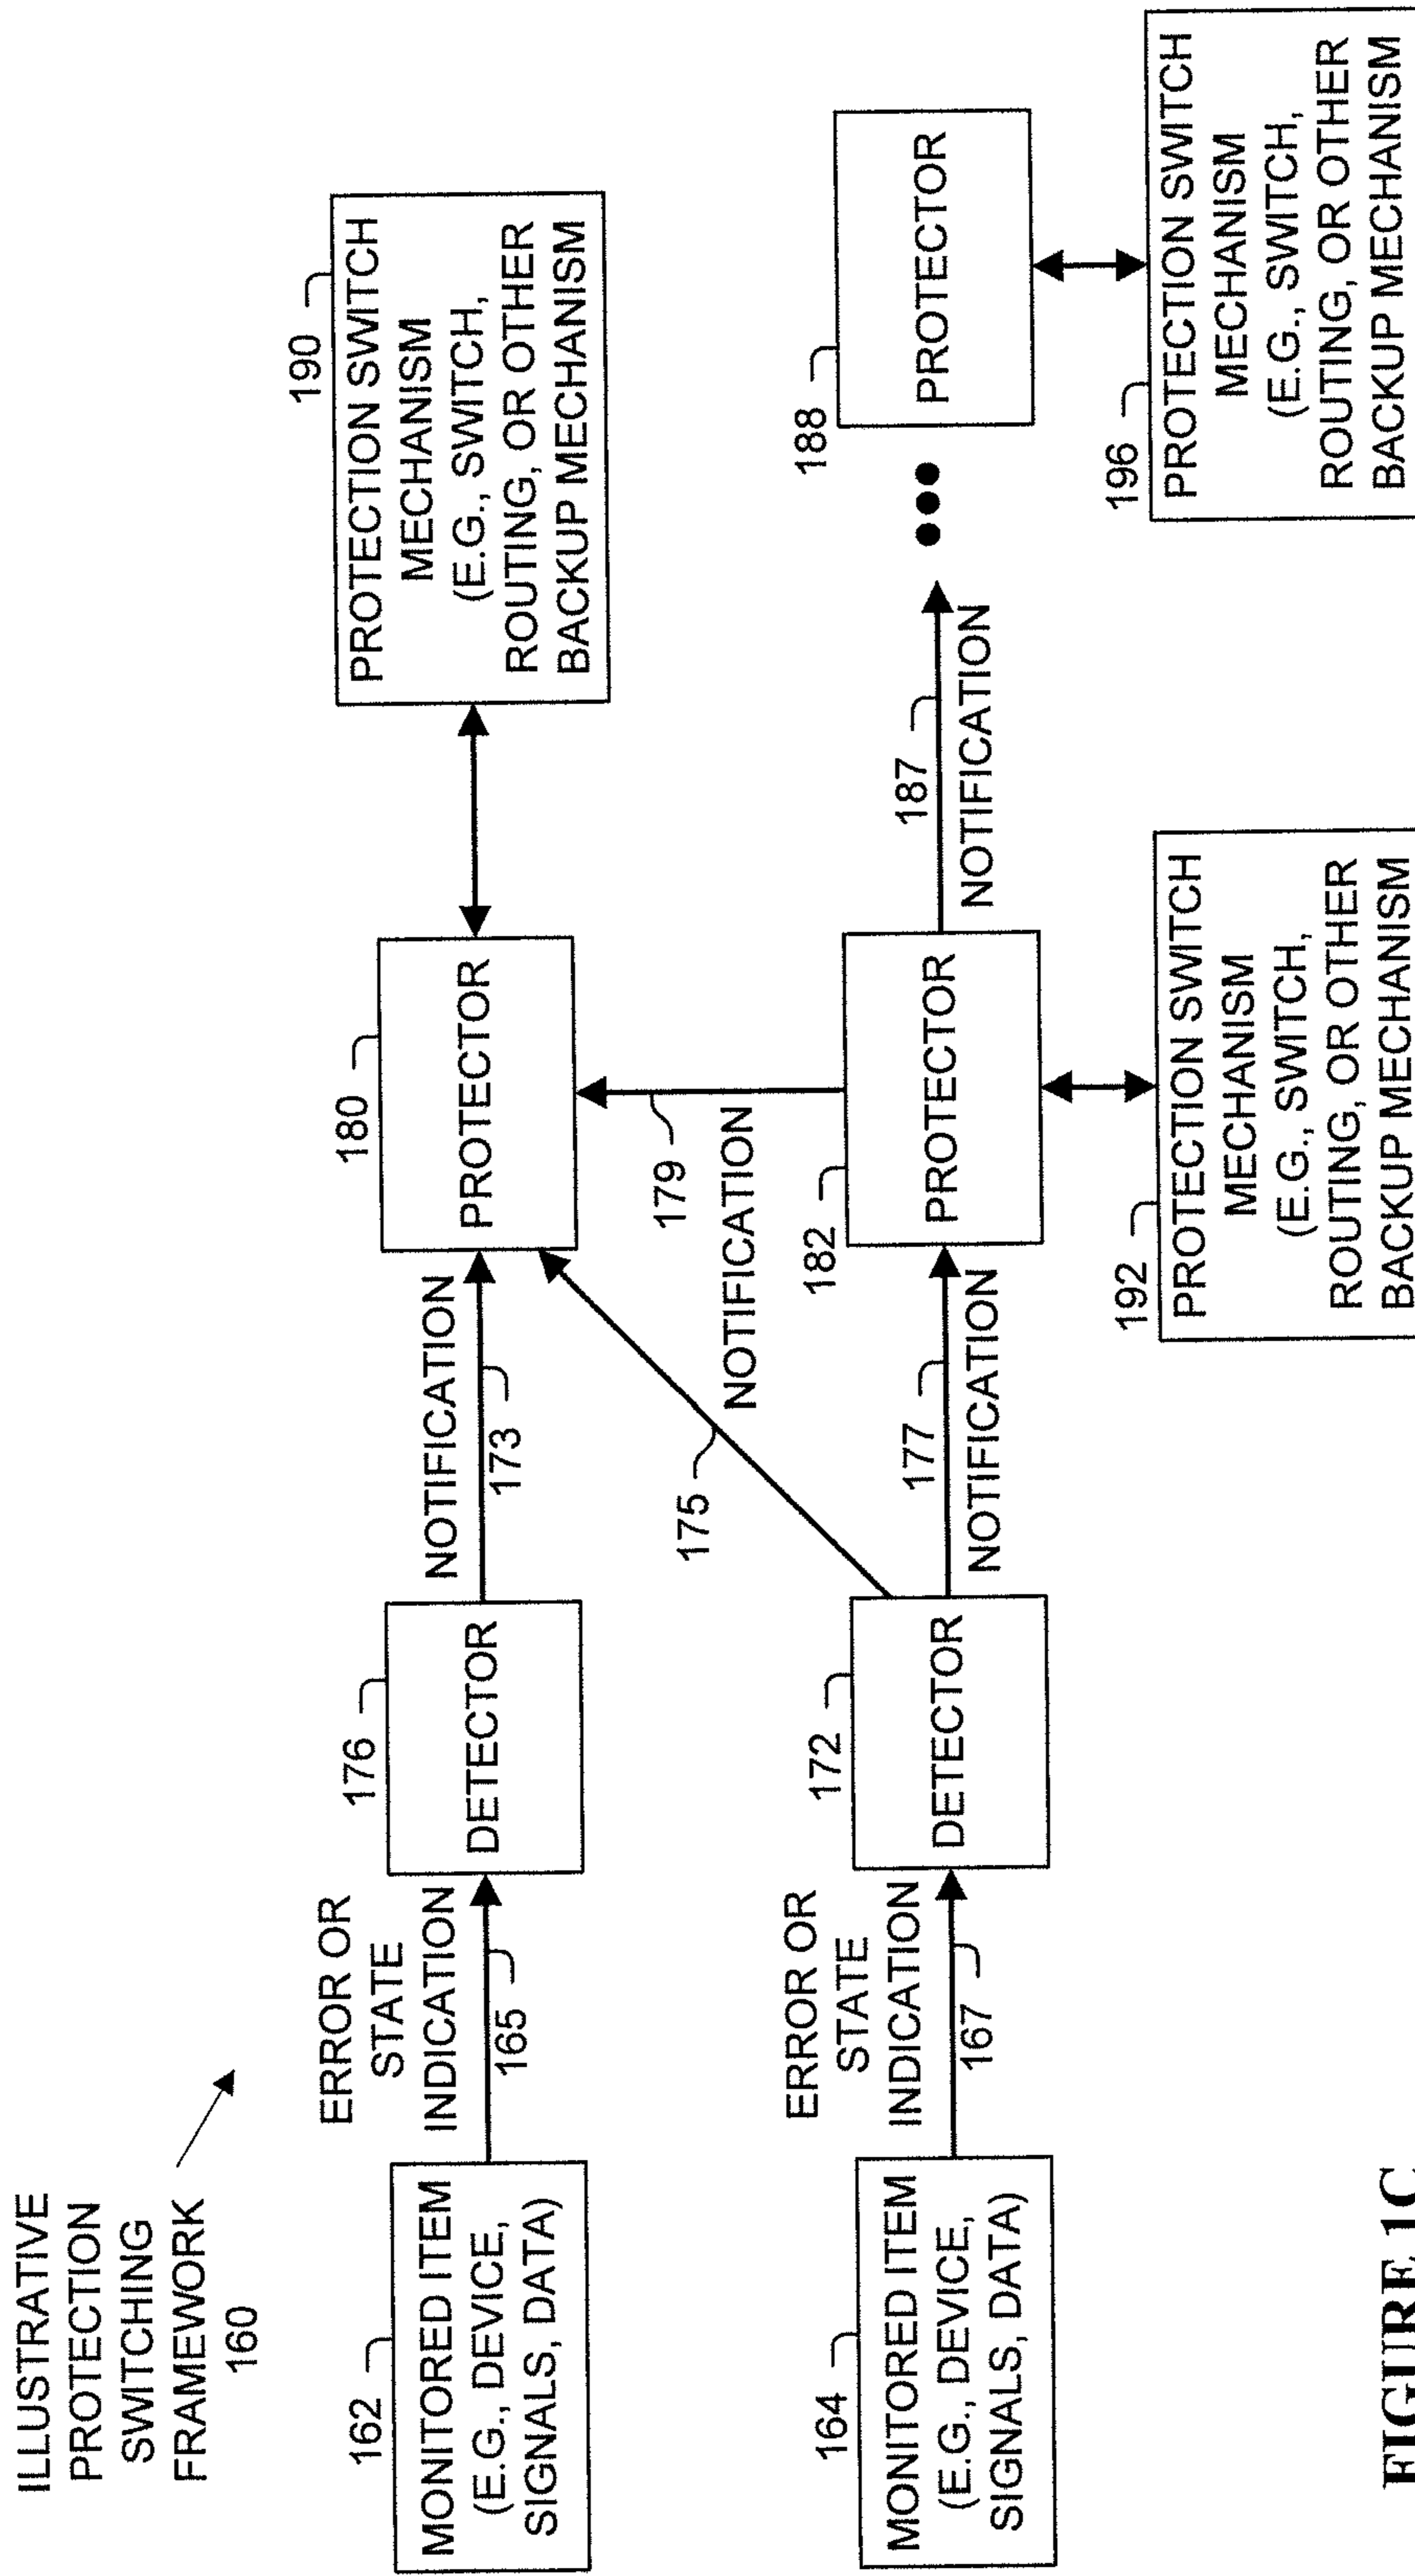 ILLUSTRATIVE
PROTECTION
SWITCHING
FRAMEWORK
160
162
MONITORED ITEM
(E.G., DEVICE,
SIGNALS, DATA)
ERROR OR
STATE
INDICATION
165
176
DETECTOR
NOTIFICATION
173
180
PROTECTOR
190
PROTECTION SWITCH
MECHANISM
(E.G., SWITCH,
ROUTING, OR OTHER
BACKUP MECHANISM
175
NOTIFICATION
179
164
MONITORED ITEM
(E.G., DEVICE,
SIGNALS, DATA)
ERROR OR
STATE
INDICATION
167
172
DETECTOR
177
NOTIFICATION
182
PROTECTOR
187
NOTIFICATION
188
PROTECTOR
192
PROTECTION SWITCH
MECHANISM
(E.G., SWITCH,
ROUTING, OR OTHER
BACKUP MECHANISM
196
PROTECTION SWITCH
MECHANISM
(E.G., SWITCH,
ROUTING, OR OTHER
BACKUP MECHANISM
FIGURE 1C